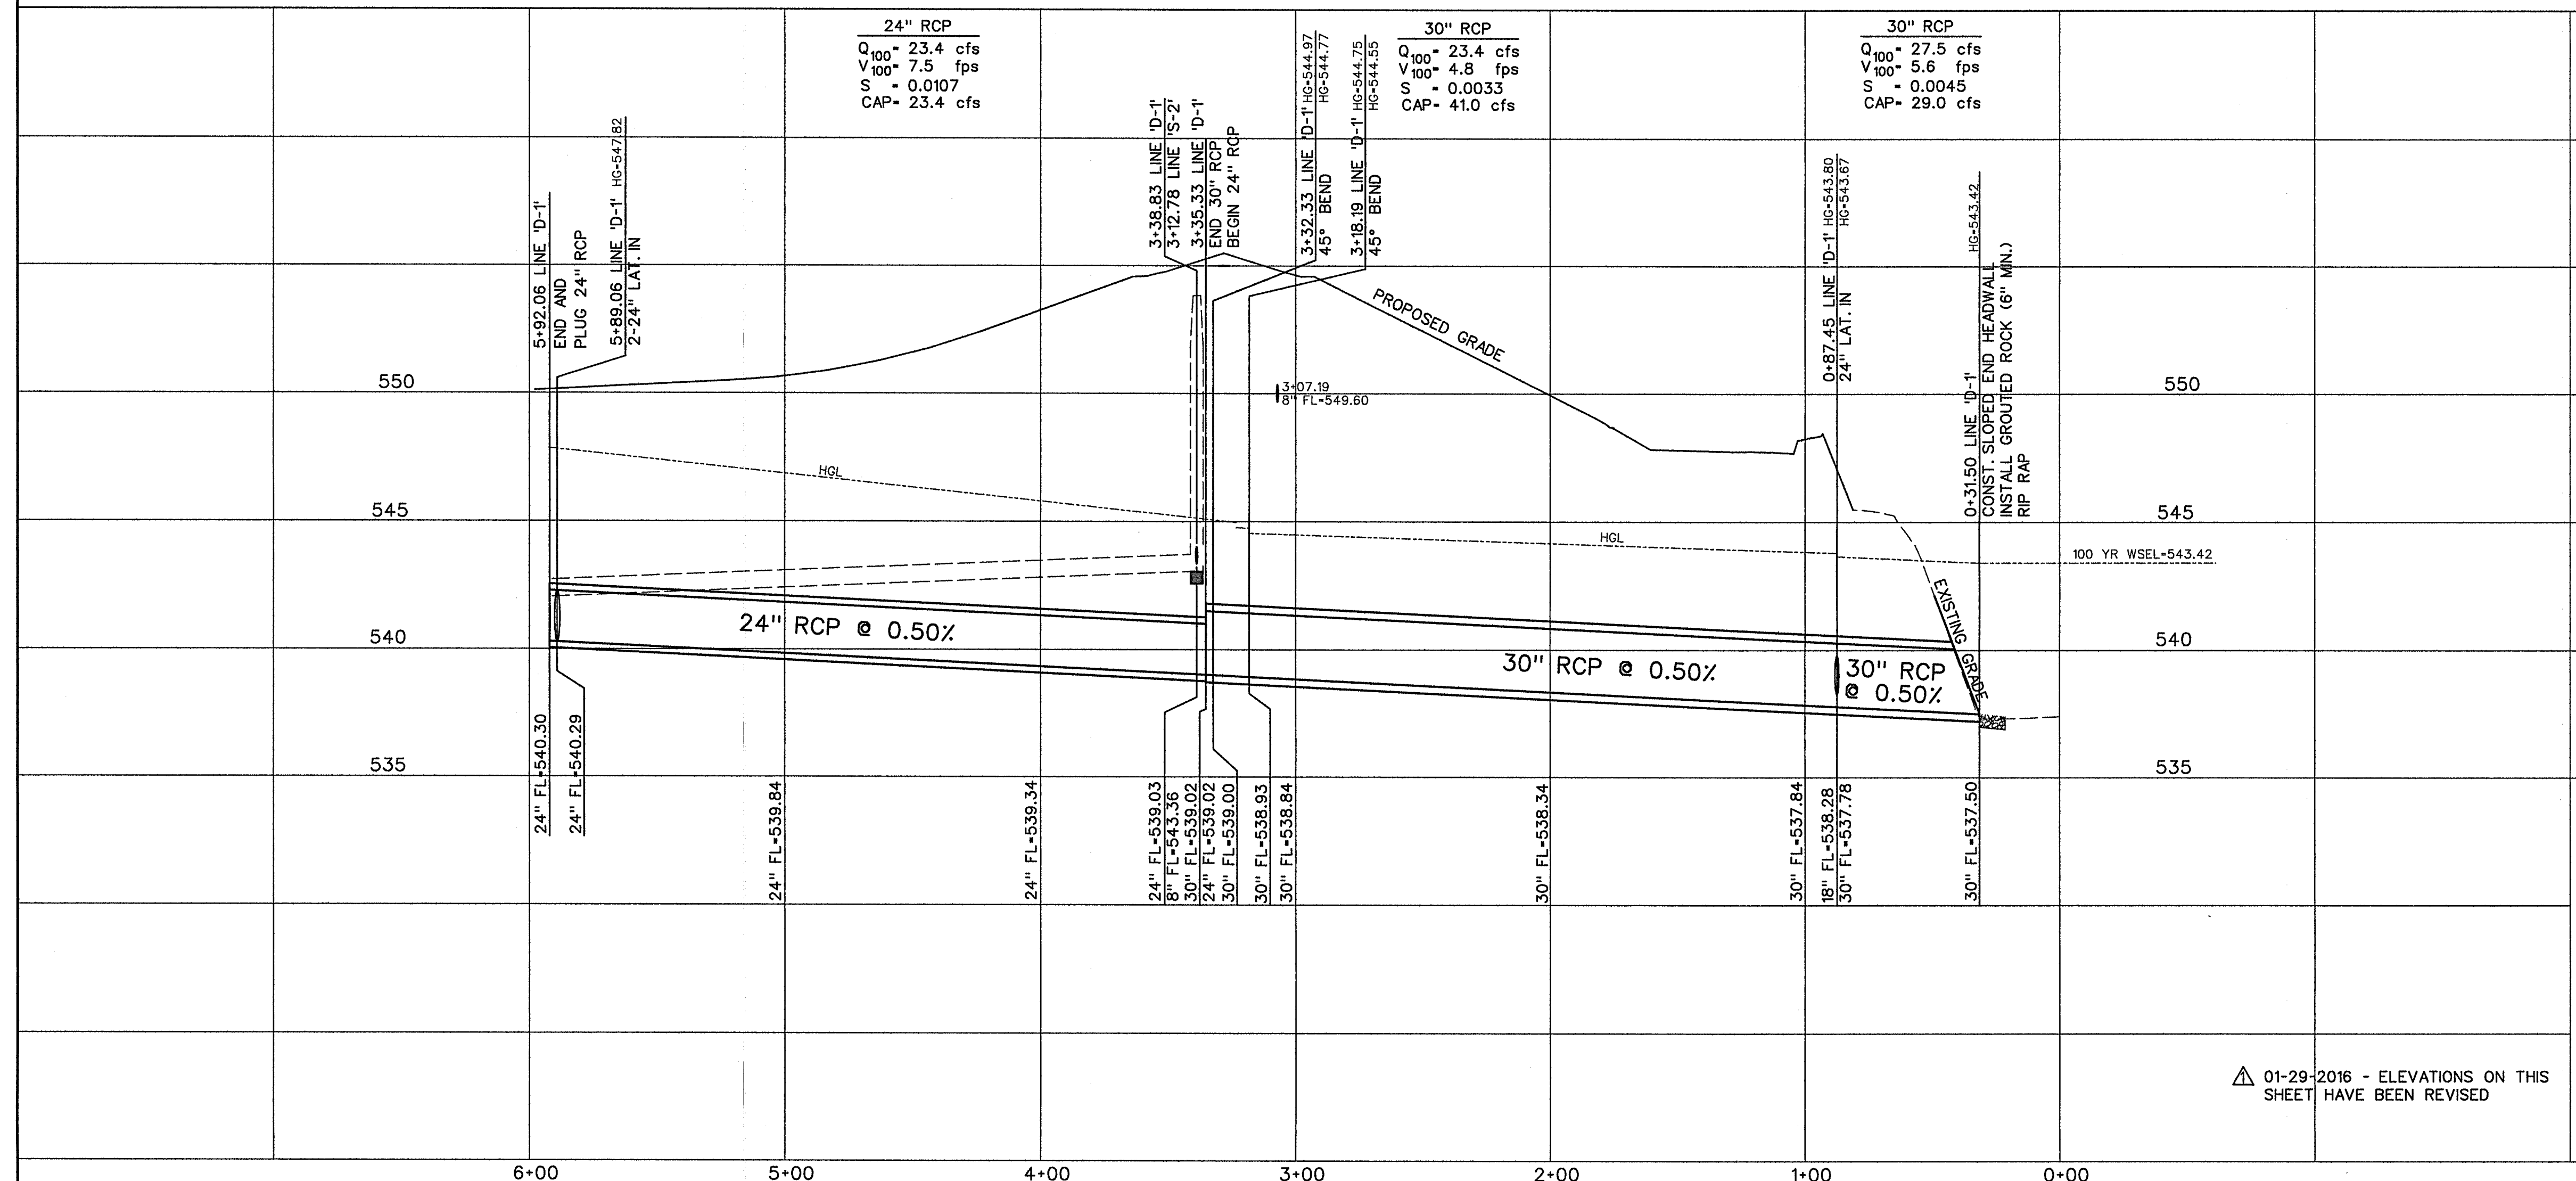 24" RCP
Q100= 23.4 cfs
V100= 7.5 fps
S = 0.0107
CAP= 23.4 cfs
30" RCP
Q100= 23.4 cfs
V100= 4.8 fps
S = 0.0033
CAP= 41.0 cfs
30" RCP
Q100= 27.5 cfs
V100= 5.6 fps
S = 0.0045
CAP= 29.0 cfs
5+92.06 LINE 'D-1'
END AND
PLUG 24" RCP
5+89.06 LINE 'D-1' HG=547.82
2-24" LAT. IN
3+38.83 LINE 'D-1'
3+12.78 LINE 'S-2'
3+35.33 LINE 'D-1'
END 30" RCP
BEGIN 24" RCP
3+32.33 LINE 'D-1' HG=544.97
45° BEND HG=544.77
3+18.19 LINE 'D-1' HG=544.75
45° BEND HG=544.55
0+87.45 LINE 'D-1' HG=543.80
24" LAT. IN HG=543.67
0+31.50 LINE 'D-1' HG=543.42
CONST. SLOPED END HEADWALL
INSTALL GROUTED ROCK (6" MIN.)
RIP RAP
PROPOSED GRADE
550
3+07.19
8" FL=549.60
550
HGL
545
HGL
545
100 YR WSEL=543.42
EXISTING GRADE
24" RCP @ 0.50%
540
30" RCP @ 0.50%
30" RCP
@ 0.50%
540
535
535
24" FL=540.30
24" FL=540.29
24" FL=539.84
24" FL=539.34
24" FL=539.03
8" FL=543.36
30" FL=539.02
24" FL=539.02
30" FL=539.00
30" FL=538.93
30" FL=538.84
30" FL=538.34
30" FL=537.84
18" FL=538.28
30" FL=537.78
30" FL=537.50
1 01-29-2016 - ELEVATIONS ON THIS
SHEET HAVE BEEN REVISED
6+00 5+00 4+00 3+00 2+00 1+00 0+00